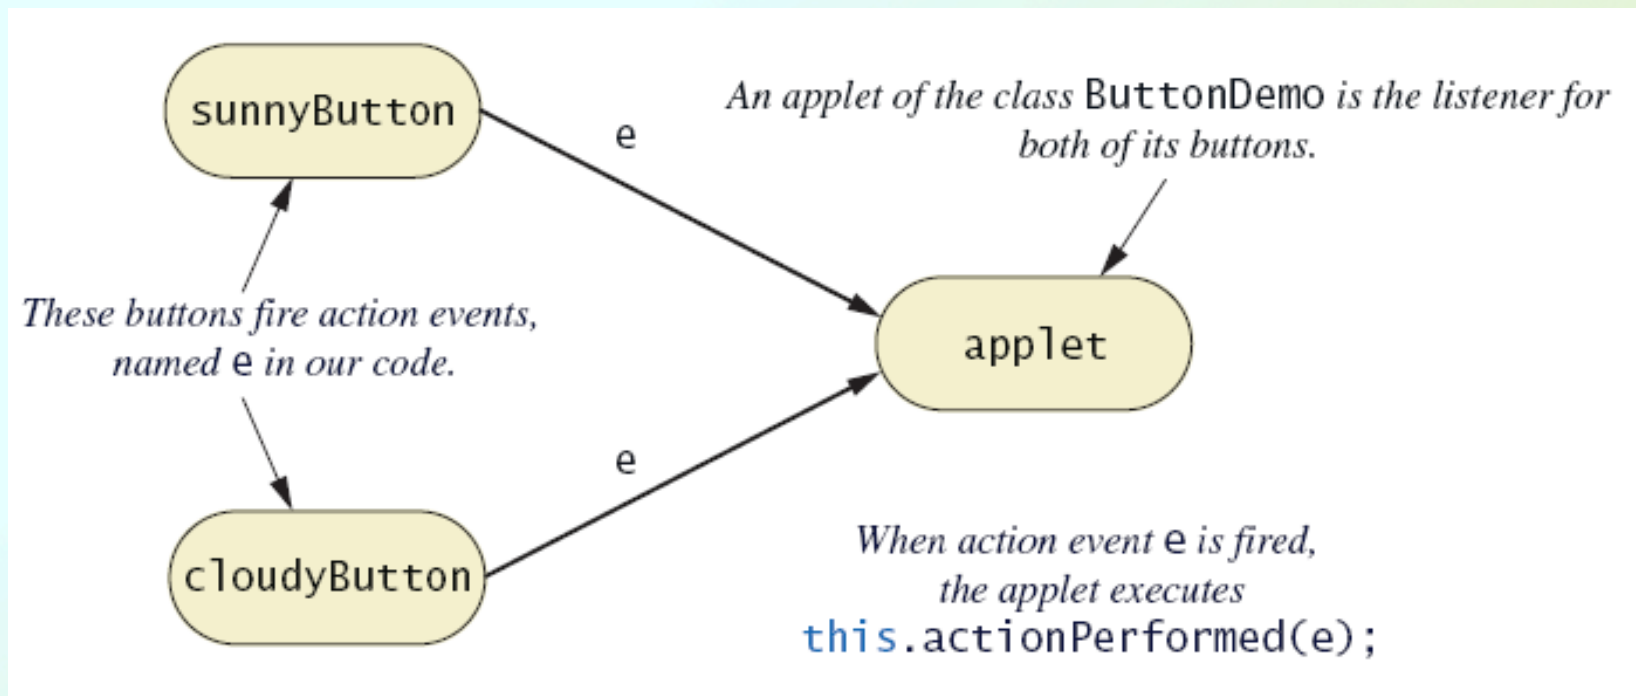 sunnyButton
e
An applet of the class ButtonDemo is the listener for
both of its buttons.
These buttons fire action events,
named e in our code.
applet
e
cloudyButton
When action event e is fired,
the applet executes
this.actionPerformed(e);